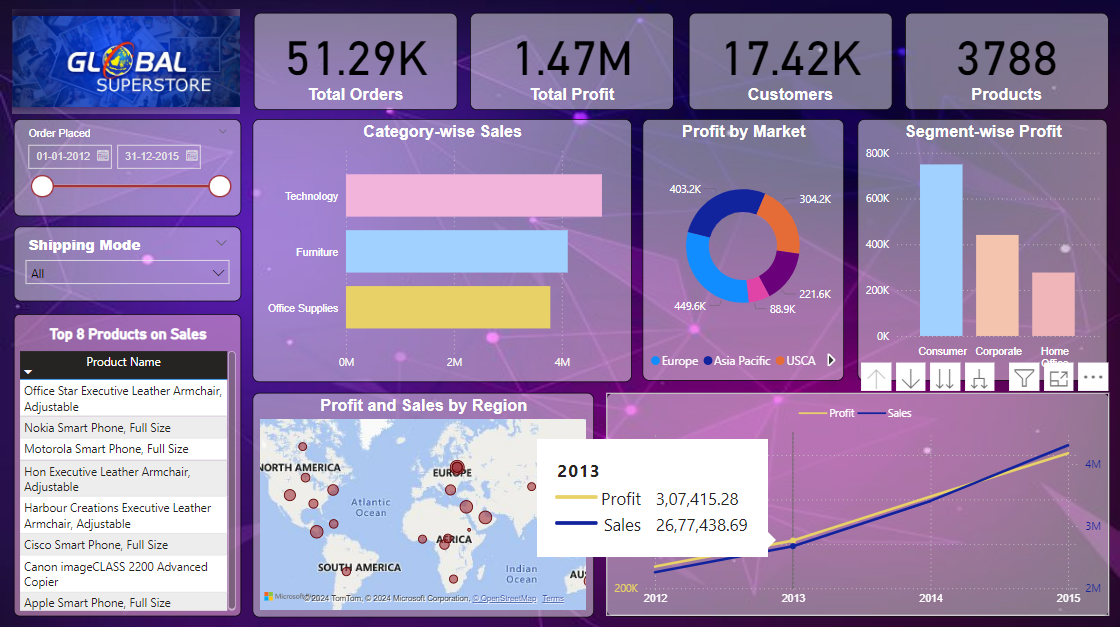 GLOBAL
SUPERSTORE
51.29K
Total Orders
1.47M
Total Profit
17.42K
Customers
3788
Products
Order Placed
01-01-2012
31-12-2015
Shipping Mode
All
Top 8 Products on Sales
Product Name
Office Star Executive Leather Armchair,
Adjustable
Nokia Smart Phone, Full Size
Motorola Smart Phone, Full Size
Hon Executive Leather Armchair,
Adjustable
Harbour Creations Executive Leather
Armchair, Adjustable
Cisco Smart Phone, Full Size
Canon imageCLASS 2200 Advanced
Copier
Apple Smart Phone, Full Size
Category-wise Sales
Technology
Furniture
Office Supplies
0M 2M 4M
Profit by Market
403.2K
304.2K
221.6K
88.9K
449.6K
Europe Asia Pacific USCA
Segment-wise Profit
800K
600K
400K
200K
0K
Consumer Corporate Home
Office
Profit and Sales by Region
NORTH AMERICA
EUROPE
Atlantic
Ocean
AFRICA
SOUTH AMERICA
Indian
Ocean
AUS
Microsoft
© 2024 TomTom, © 2024 Microsoft Corporation, © OpenStreetMap Terms
Profit Sales
2013
Profit 3,07,415.28
Sales 26,77,438.69
4M
3M
2M
200K
2012 2013 2014 2015